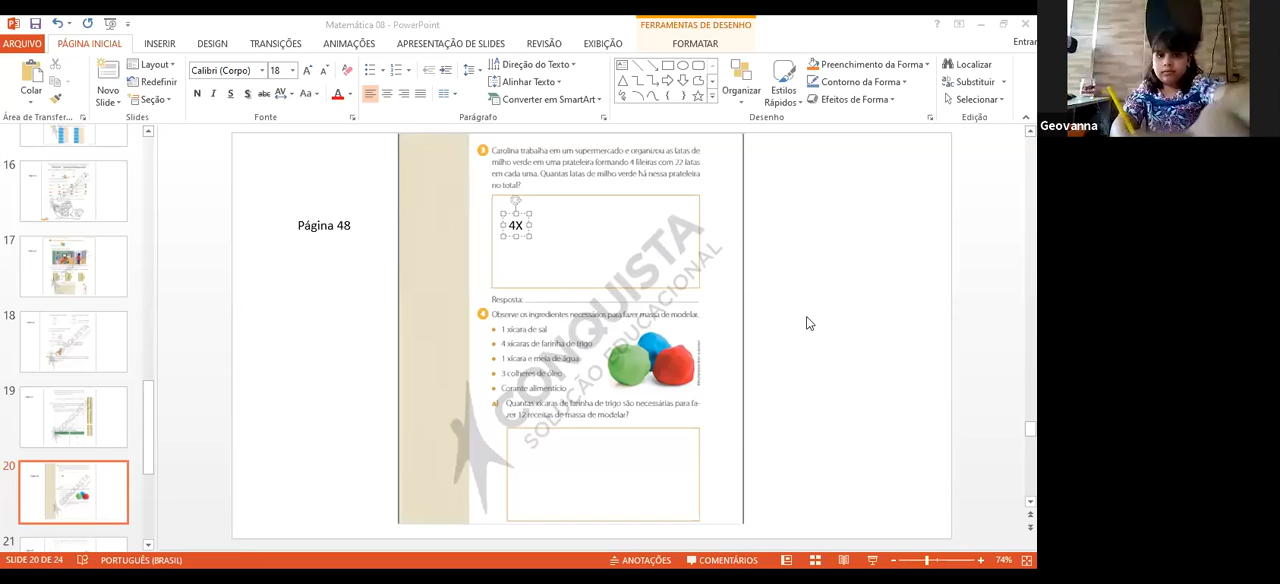 Matemática 08 - PowerPoint
FERRAMENTAS DE DESENHO
ARQUIVO
PÁGINA INICIAL
INSERIR
DESIGN
TRANSIÇÕES
ANIMAÇÕES
APRESENTAÇÃO DE SLIDES
REVISÃO
EXIBIÇÃO
FORMATAR
Entrar
Colar
Novo
Slide
Layout
Redefinir
Seção
Calibri (Corpo)
18
N I S S abc AV Aa A
Direção do Texto
Alinhar Texto
Converter em SmartArt
Organizar
Estilos
Rápidos
Preenchimento da Forma
Contorno da Forma
Efeitos de Forma
Localizar
Substituir
Selecionar
Área de Transfer...
Slides
Fonte
Parágrafo
Desenho
Edição
Geovanna
16
17
18
19
20
21
Página 48
3 Carolina trabalha em um supermercado e organizou as latas de
milho verde em uma prateleira formando 4 fileiras com 22 latas
em cada uma. Quantas latas de milho verde há nessa prateleira
no total?
4X
Resposta:
4 Observe os ingredientes necessários para fazer massa de modelar.
1 xícara de sal
4 xícaras de farinha de trigo
1 xícara e meia de água
3 colheres de óleo
Corante alimentício
A) Quantas xícaras de farinha de trigo são necessárias para fa-
zer 12 receitas de massa de modelar?
CONQUISTA
SOLUÇÃO EDUCACIONAL
SLIDE 20 DE 24
PORTUGUÊS (BRASIL)
ANOTAÇÕES
COMENTÁRIOS
74%